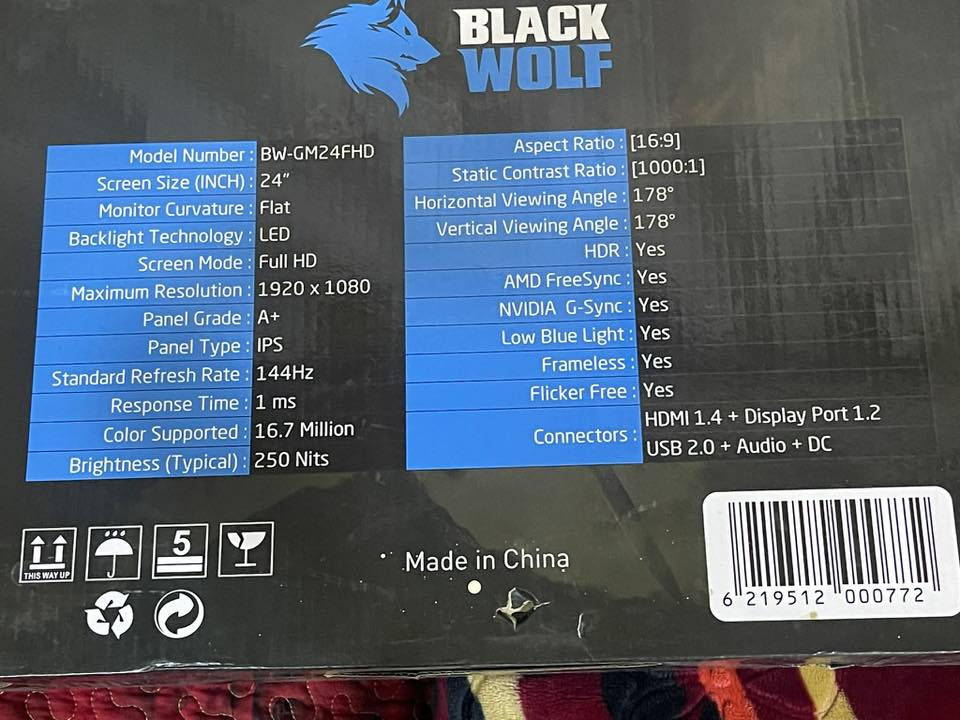 BLACK
WOLF
Model Number : BW-GM24FHD
Screen Size (INCH) : 24"
Monitor Curvature : Flat
Backlight Technology : LED
Screen Mode : Full HD
Maximum Resolution : 1920 x 1080
Panel Grade : A+
Panel Type : IPS
Standard Refresh Rate : 144Hz
Response Time : 1 ms
Color Supported : 16.7 Million
Brightness (Typical) : 250 Nits
Aspect Ratio : [16:9]
Static Contrast Ratio : [1000:1]
Horizontal Viewing Angle : 178°
Vertical Viewing Angle : 178°
HDR : Yes
AMD FreeSync : Yes
NVIDIA G-Sync : Yes
Low Blue Light : Yes
Frameless : Yes
Flicker Free : Yes
Connectors : HDMI 1.4 + Display Port 1.2
USB 2.0 + Audio + DC
THIS WAY UP
5
Made in China
6 219512 000772